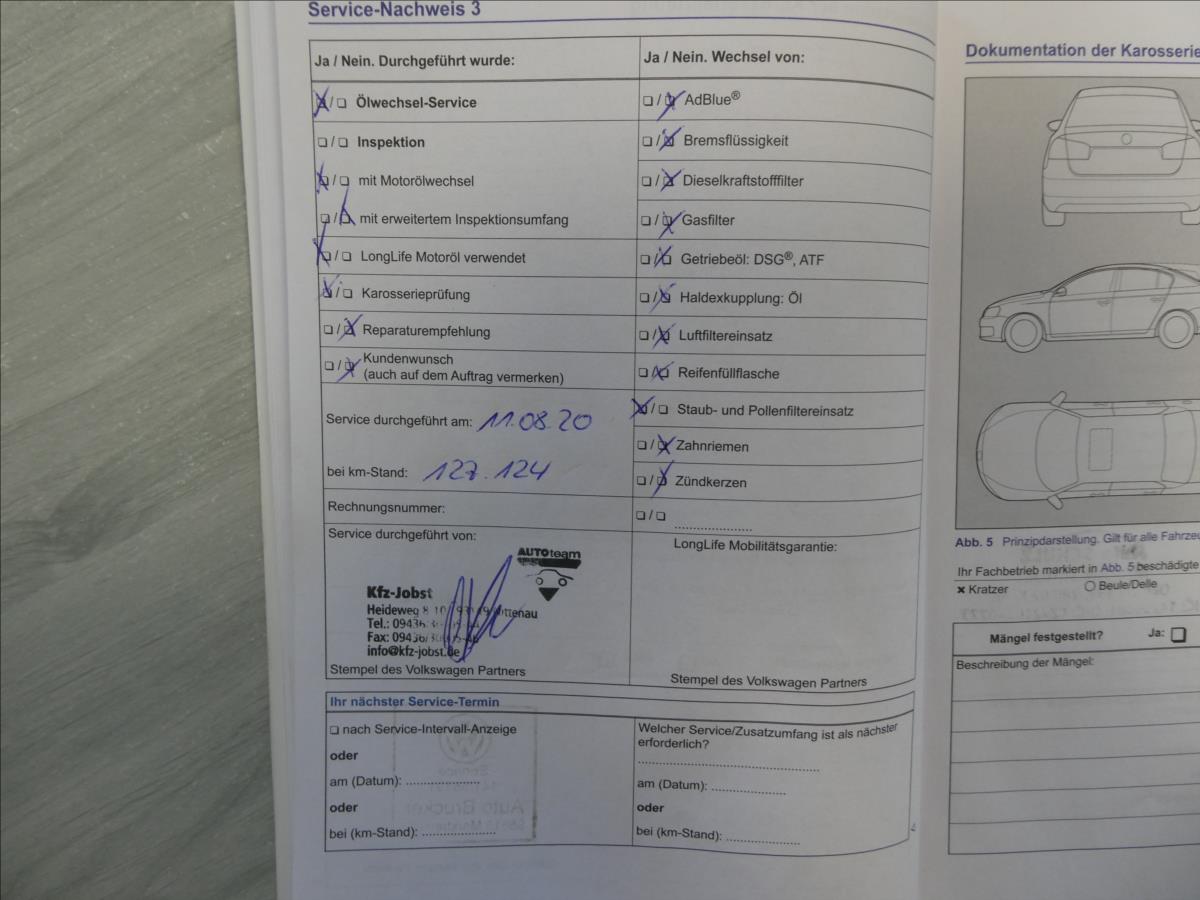 Service-Nachweis 3
Ja / Nein. Durchgeführt wurde:
Ölwechsel-Service
Inspektion
mit Motorölwechsel
mit erweitertem Inspektionsumfang
LongLife Motoröl verwendet
Karosserieprüfung
Reparaturempfehlung
Kundenwunsch
(auch auf dem Auftrag vermerken)
Service durchgeführt am: 11.08.20
bei km-Stand: 127.124
Rechnungsnummer:
Service durchgeführt von:
AUTOteam
Kfz-Jobst
Heideweg 8
Tel.:
Fax:
info@kfz-jobst.de
Stempel des Volkswagen Partners
Ja / Nein. Wechsel von:
AdBlue®
Bremsflüssigkeit
Dieselkraftstofffilter
Gasfilter
Getriebeöl: DSG®, ATF
Haldexkupplung: Öl
Luftfiltereinsatz
Reifenfüllflasche
Staub- und Pollenfiltereinsatz
Zahnriemen
Zündkerzen
LongLife Mobilitätsgarantie:
Stempel des Volkswagen Partners
Ihr nächster Service-Termin
nach Service-Intervall-Anzeige
oder
am (Datum):
oder
bei (km-Stand):
Welcher Service/Zusatzumfang ist als nächster
erforderlich?
am (Datum):
oder
bei (km-Stand):
Dokumentation der Karosserie
Abb. 5 Prinzipdarstellung. Gilt für alle Fahrzeu
Ihr Fachbetrieb markiert in Abb. 5 beschädigte
Kratzer Beule/Delle
Mängel festgestellt? Ja:
Beschreibung der Mängel: